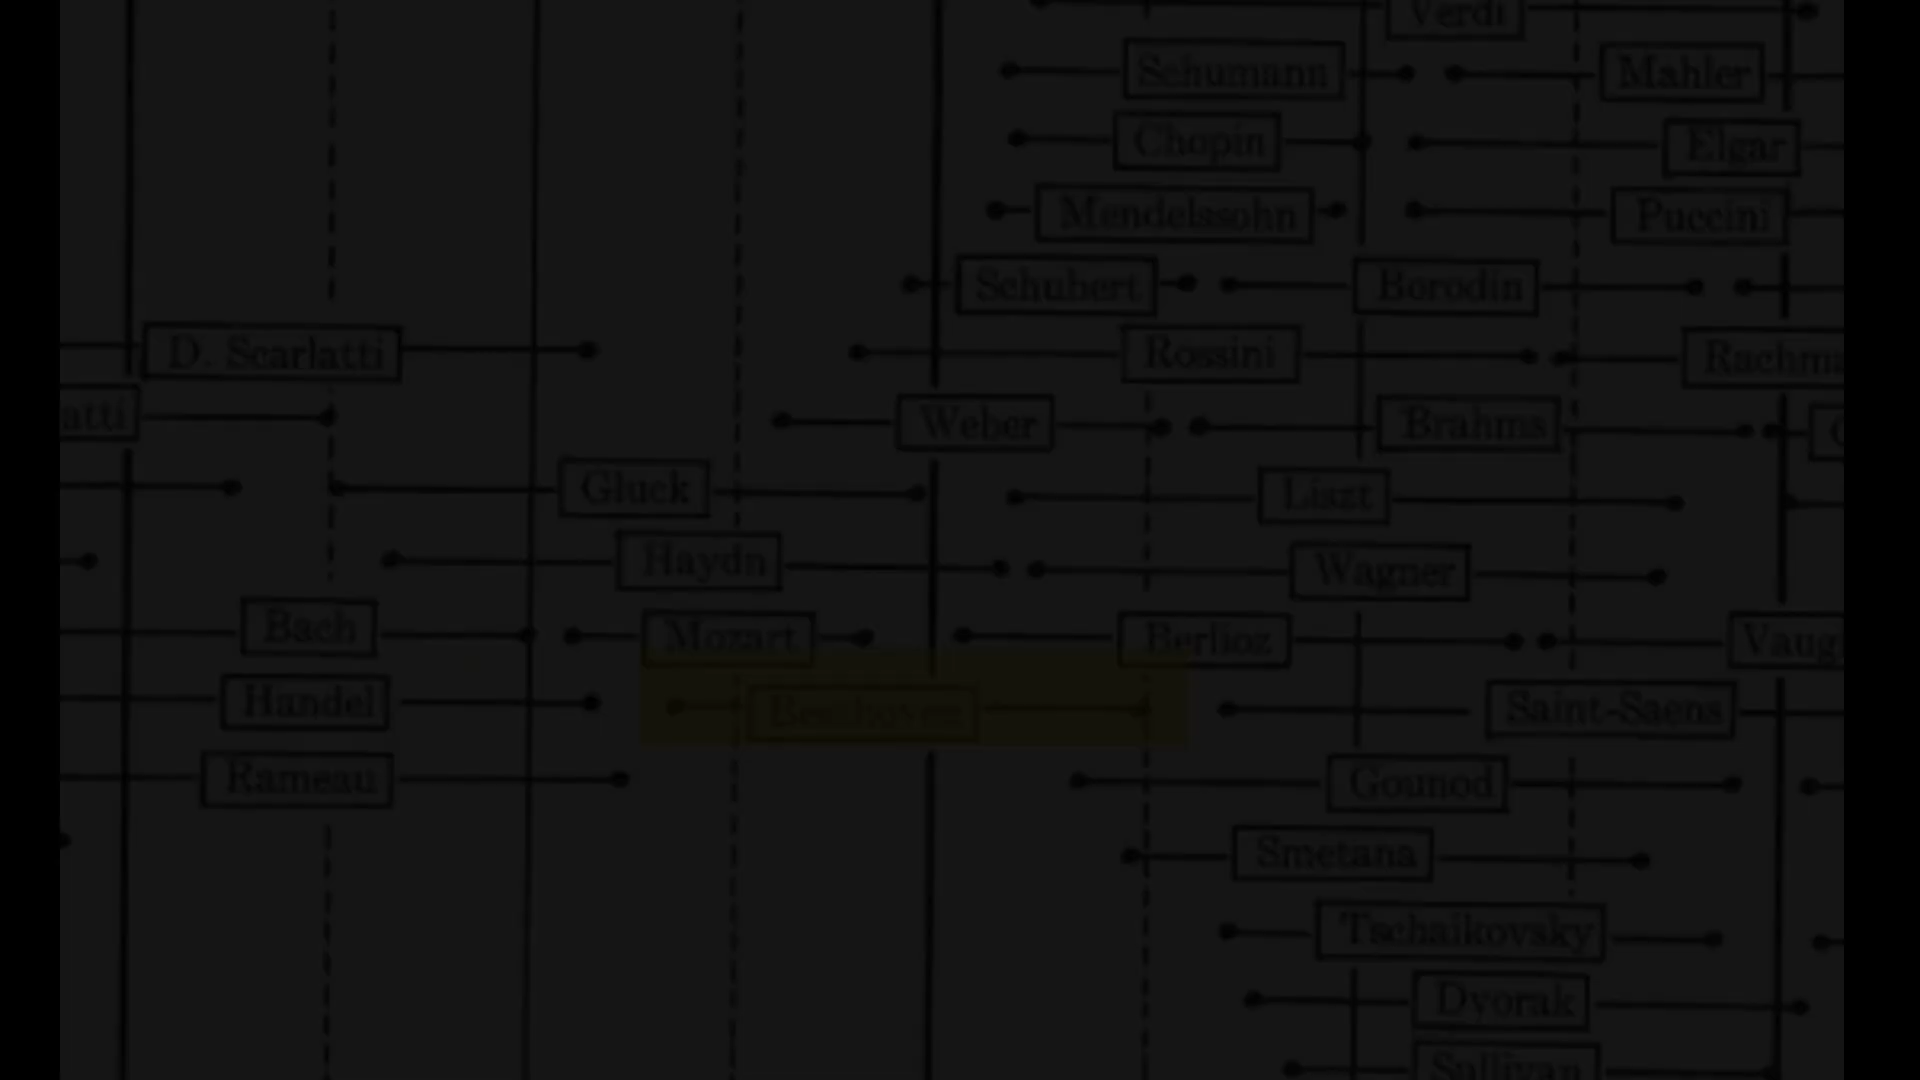 Verdi
Schumann
Mahler
Chopin
Elgar
Mendelssohn
Puccini
Schubert
Borodin
D. Scarlatti
Rossini
Rachma
atti
Weber
Brahms
Gluck
Liszt
Haydn
Wagner
Bach
Mozart
Berlioz
Vaug
Handel
Beethoven
Saint-Saens
Rameau
Gounod
Smetana
Tschaikovsky
Dvorak
Sullivan